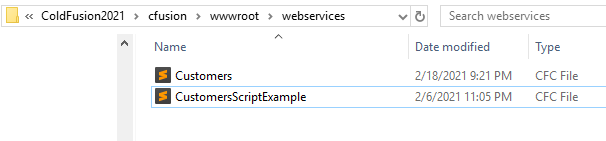 « ColdFusion2021 › cfusion › wwwroot › webservices
Search webservices
Name Date modified Type
Customers 2/18/2021 9:21 PM CFC File
CustomersScriptExample 2/6/2021 11:05 PM CFC File